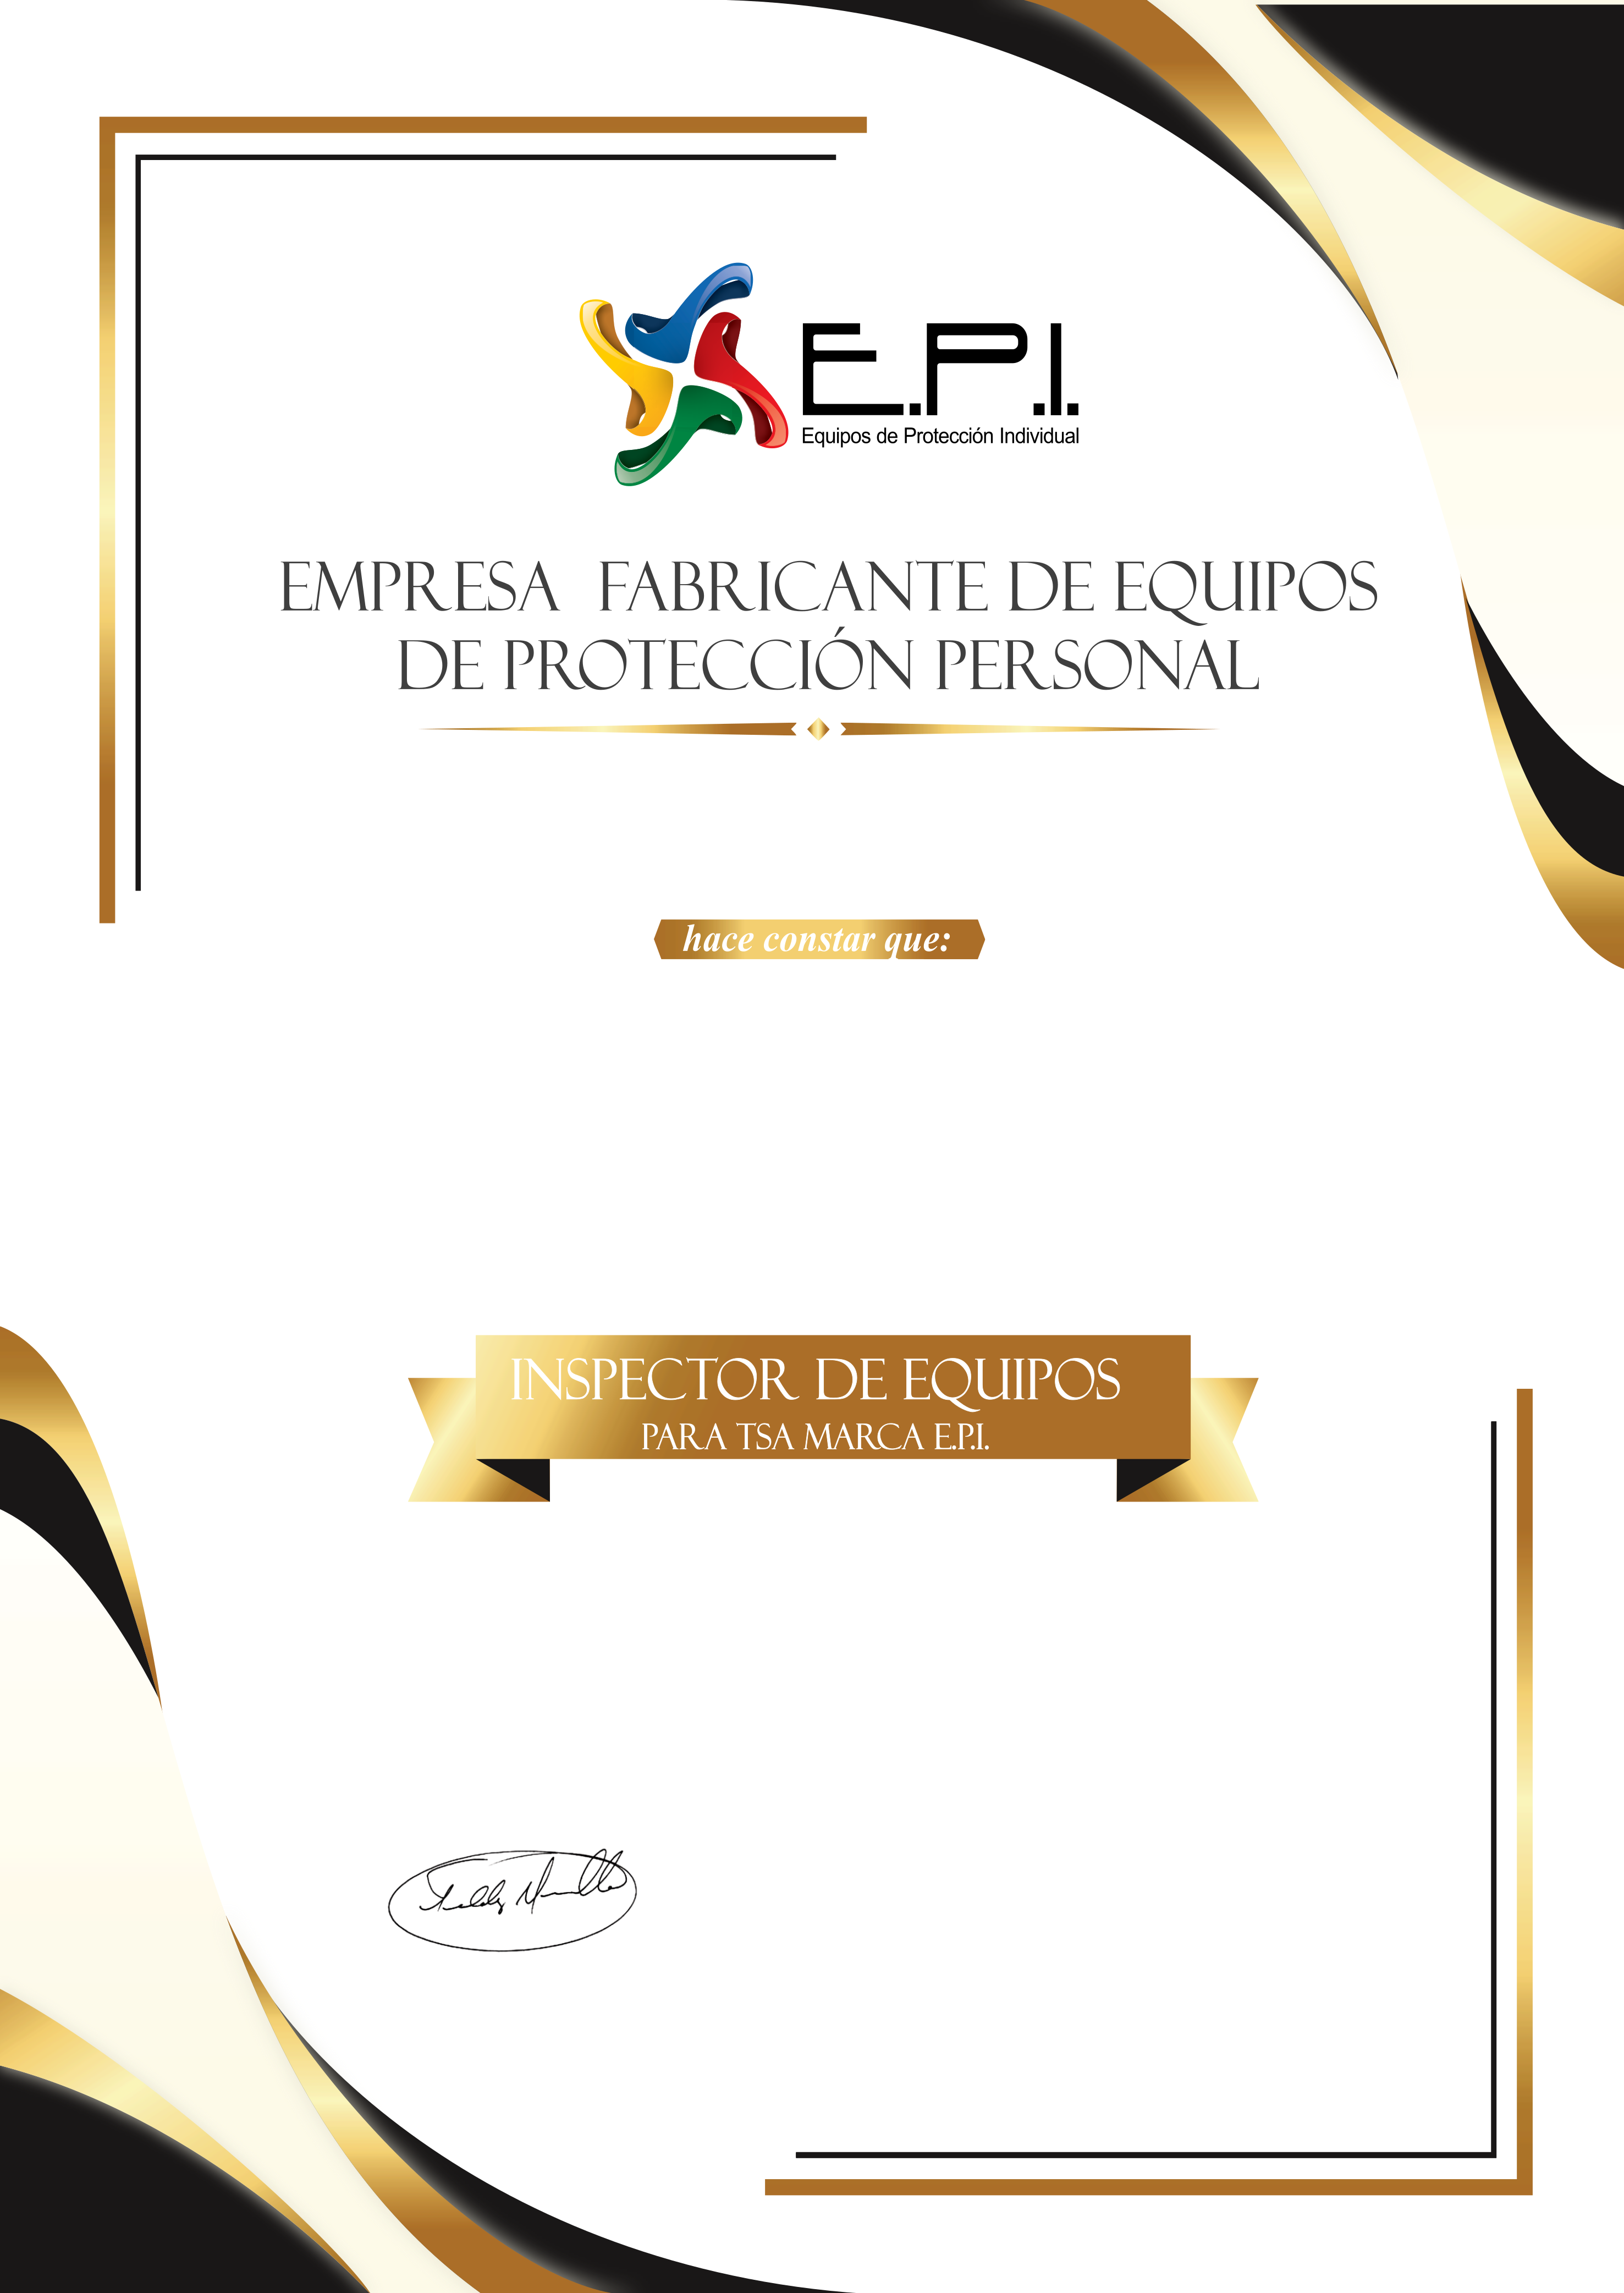 E.P.I.
Equipos de Protección Individual
EMPRESA FABRICANTE DE EQUIPOS
DE PROTECCIÓN PERSONAL
hace constar que:
INSPECTOR DE EQUIPOS
PARA TSA MARCA E.P.I.